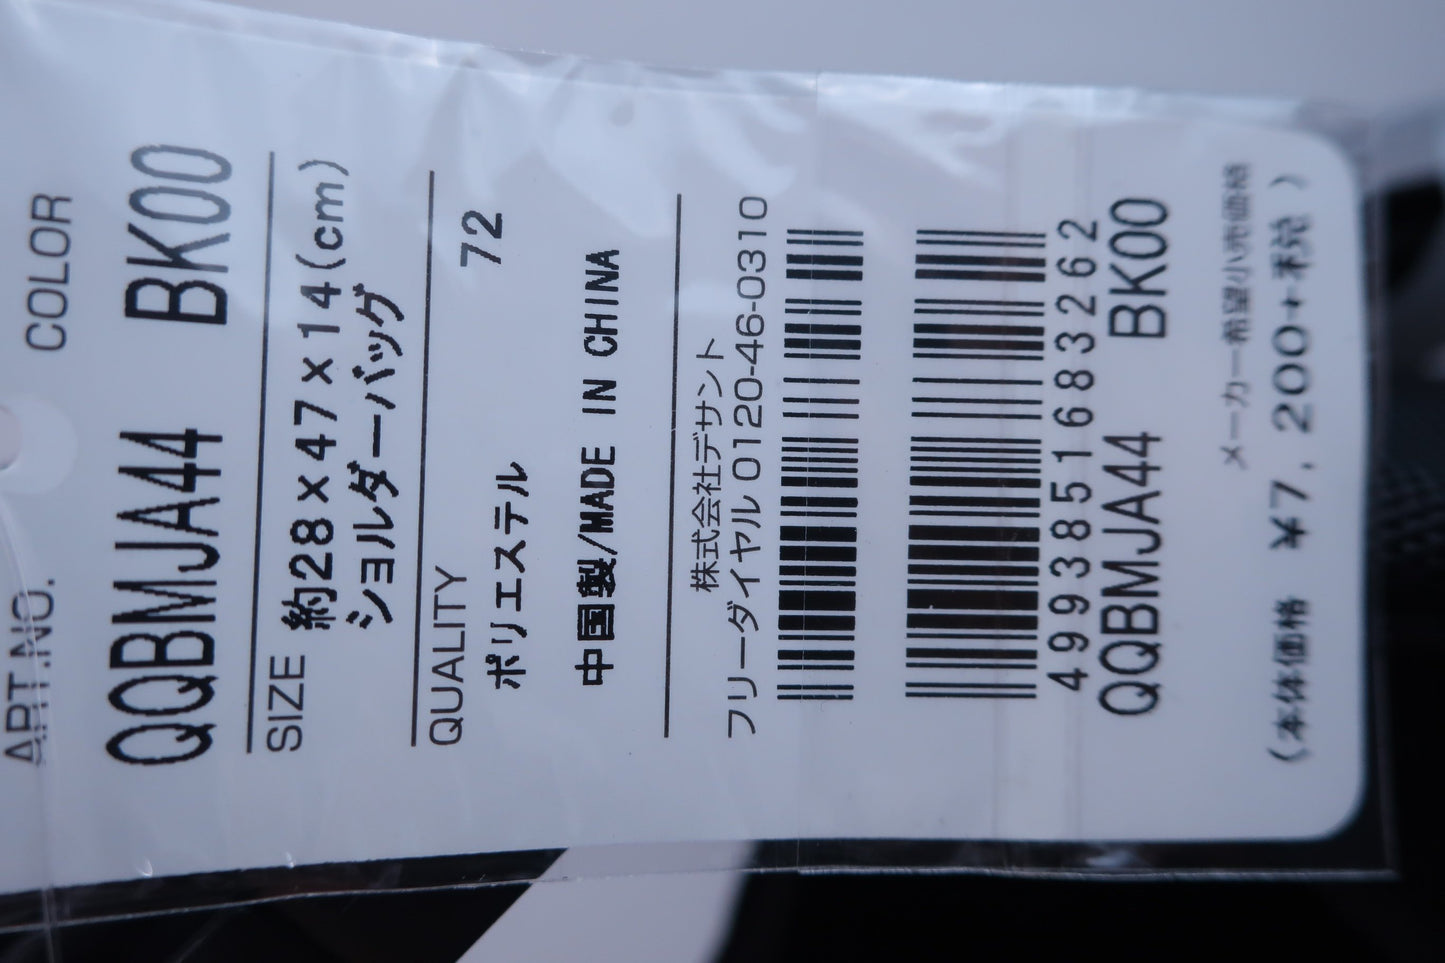 ART.NO. COLOR
QQBMJA44 BK00
SIZE
約28×47×14(cm)
ショルダーバッグ
QUALITY
72
ポリエステル
中国製/MADE IN CHINA
株式会社デサント
フリーダイヤル 0120-46-0310
4993851683262
QQBMJA44 BK00
メーカー希望小売価格
(本体価格 ¥7,200+税)